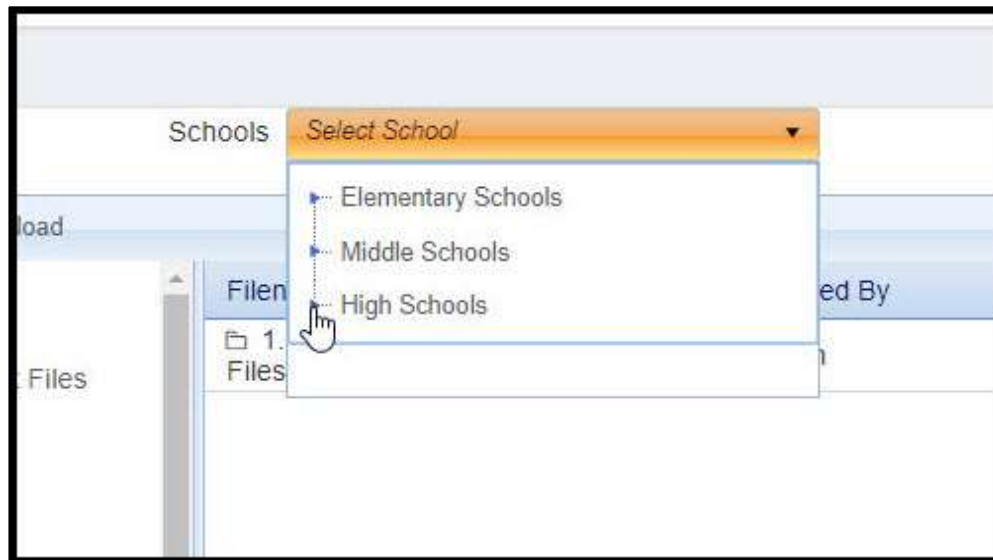 Schools Select School
Elementary Schools
load
Middle Schools
Filen ed By
High Schools
1.
Files
Files